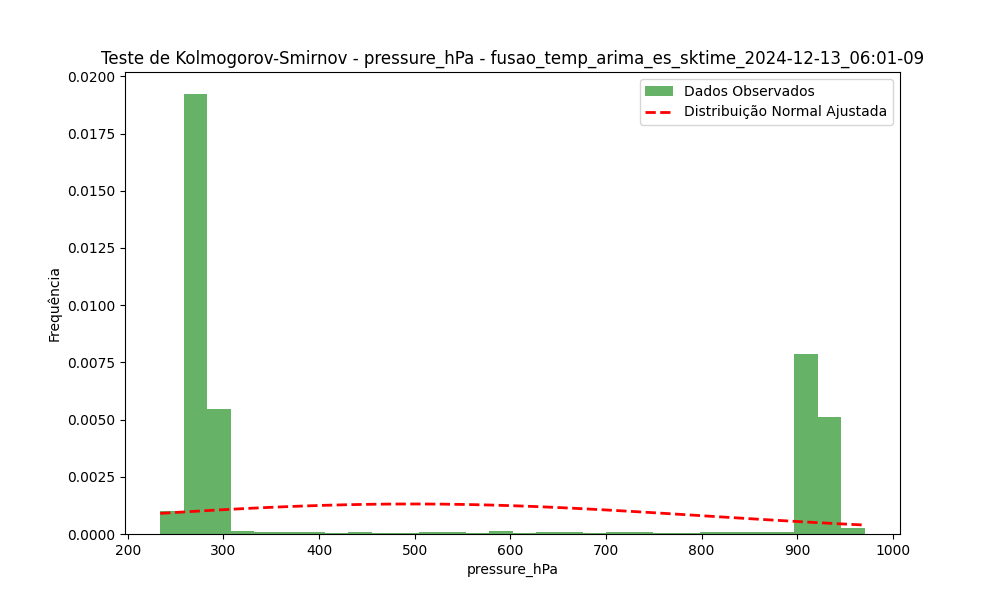 Teste de Kolmogorov-Smirnov - pressure_hPa - fusao_temp_arima_es_sktime_2024-12-13_06:01-09
Dados Observados
Distribuição Normal Ajustada
Frequência
0.0200
0.0175
0.0150
0.0125
0.0100
0.0075
0.0050
0.0025
0.0000
200 300 400 500 600 700 800 900 1000
pressure_hPa